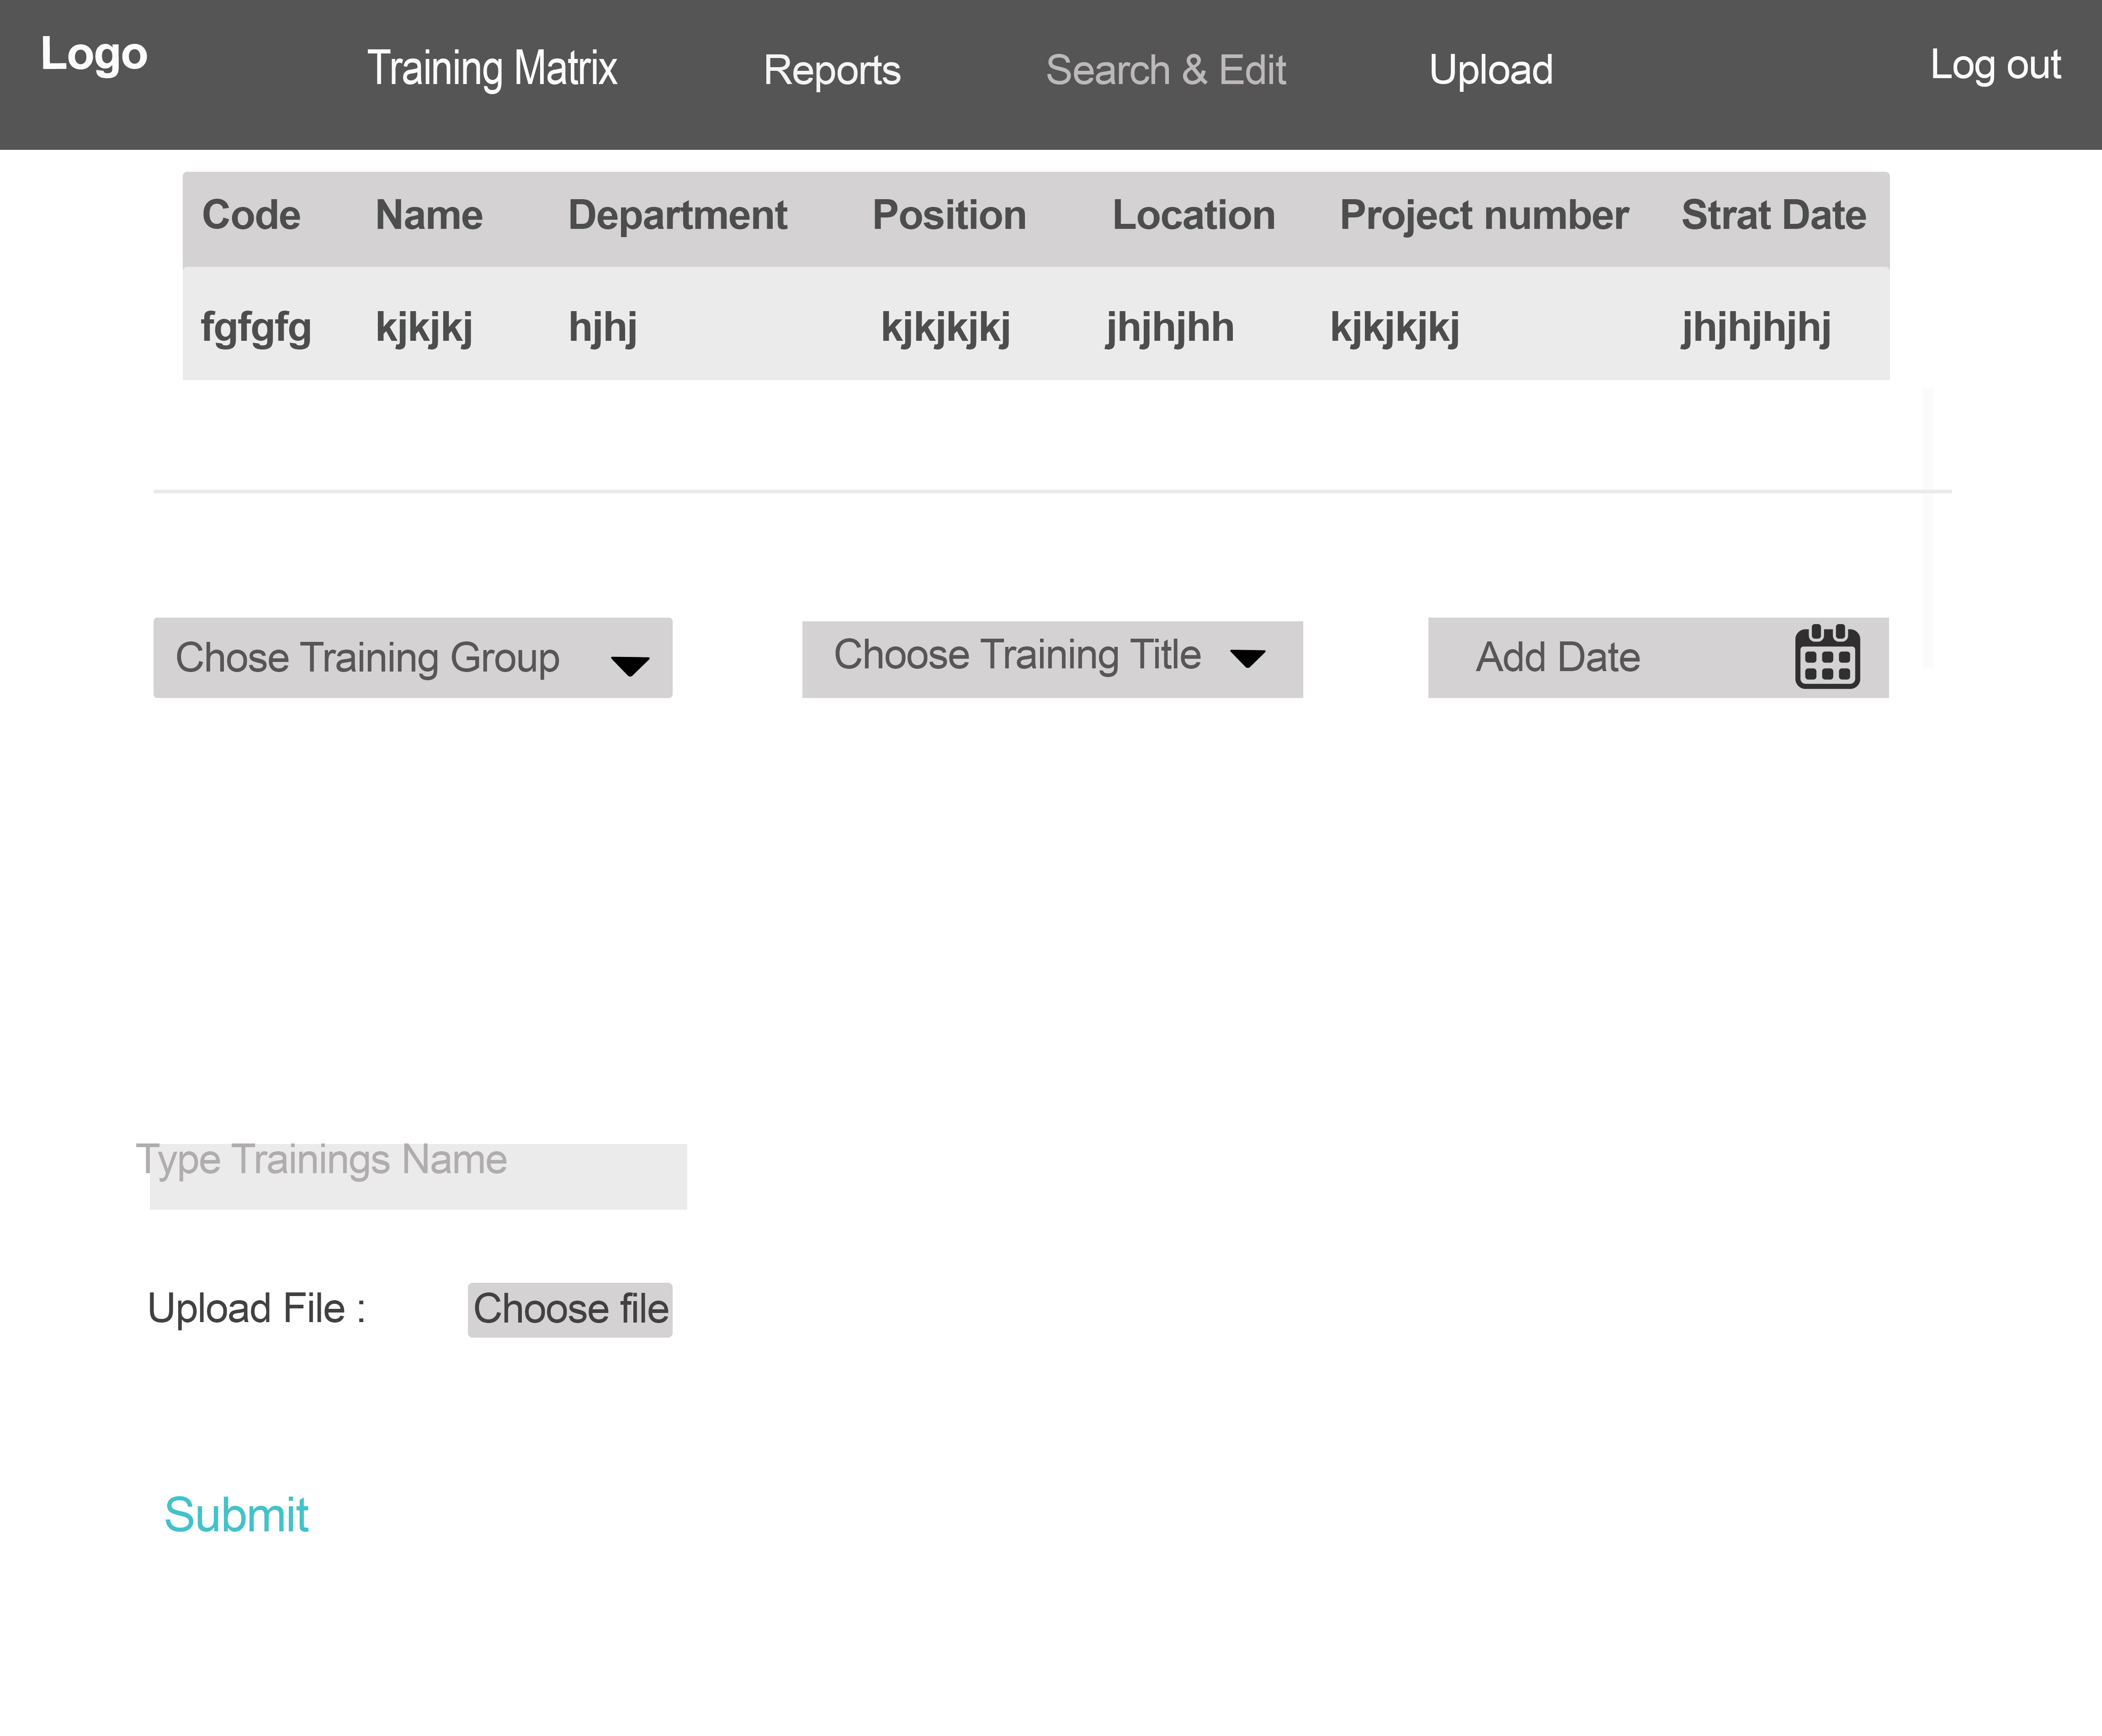 Logo Training Matrix Reports Search & Edit Upload Log out
Code Name Department Position Location Project number Strat Date
fgfgfg kjkjkj hjhj kjkjkjkj jhjhjhh kjkjkjkj jhjhjhjhj
Chose Training Group Choose Training Title Add Date
Type Trainings Name
Upload File : Choose file
Submit